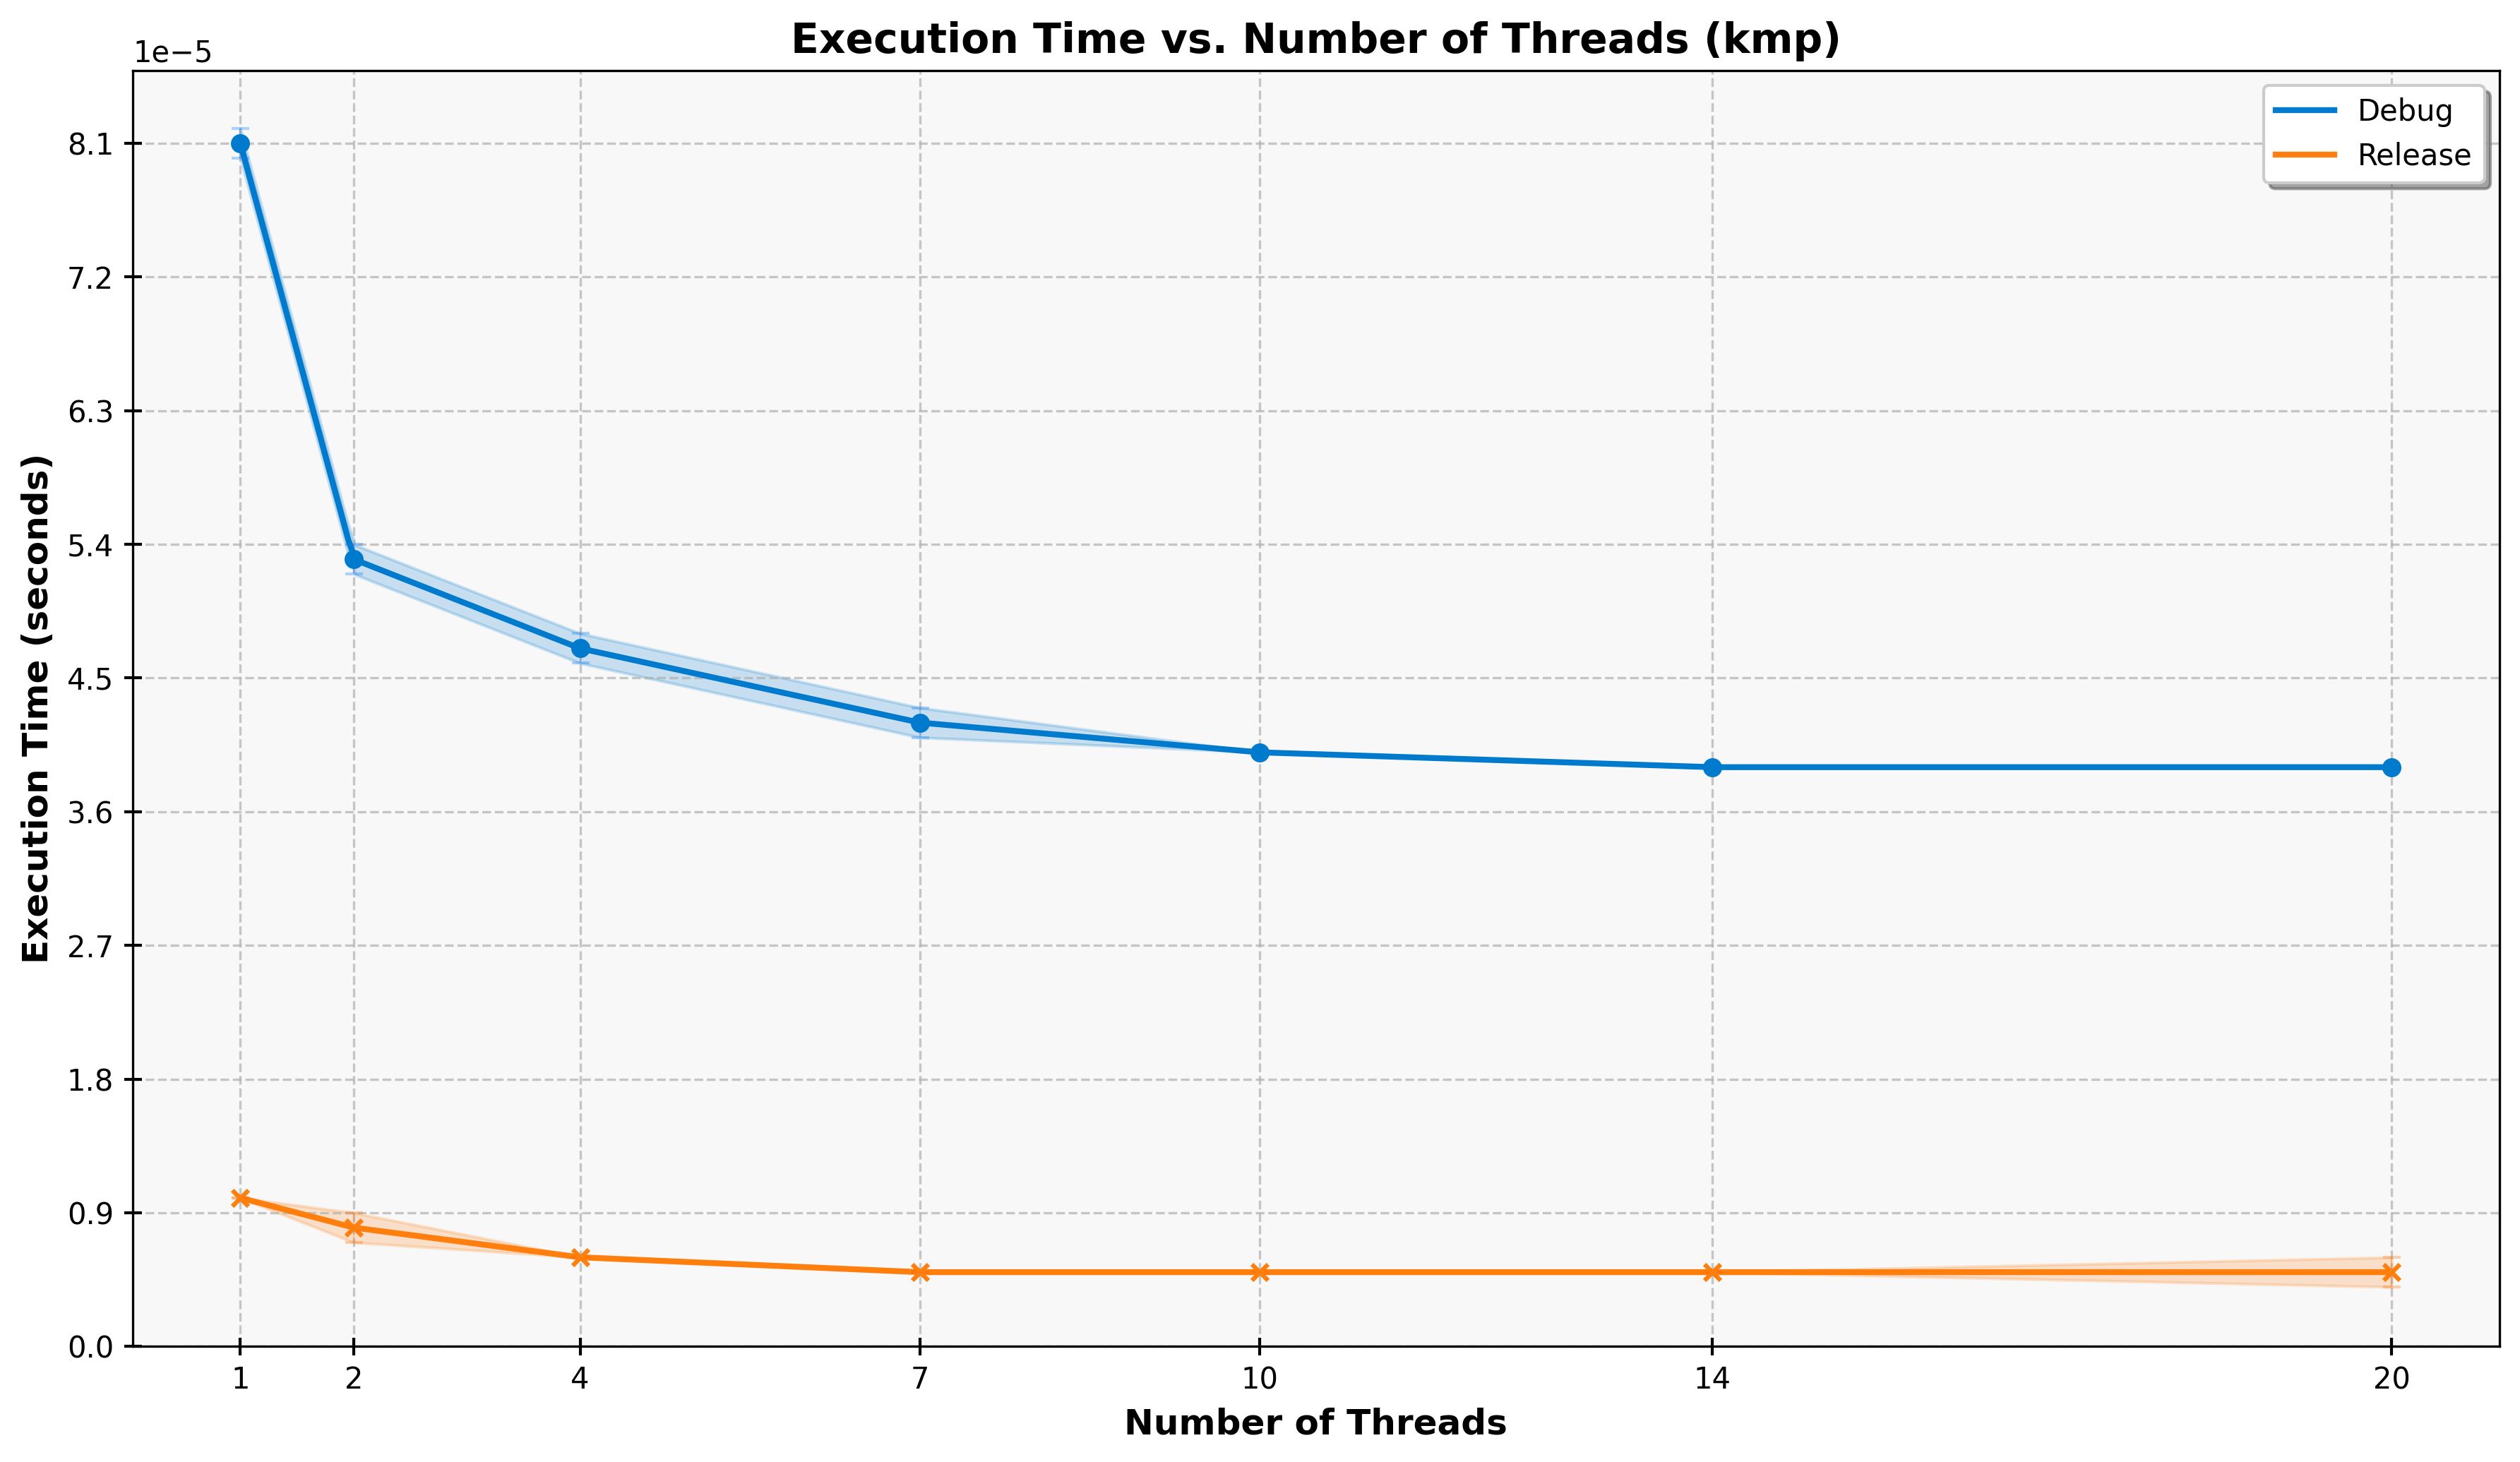 Execution Time vs. Number of Threads (kmp)
1e−5
Debug
Release
8.1
7.2
6.3
5.4
4.5
3.6
2.7
1.8
0.9
0.0
Execution Time (seconds)
1 2 4 7 10 14 20
Number of Threads